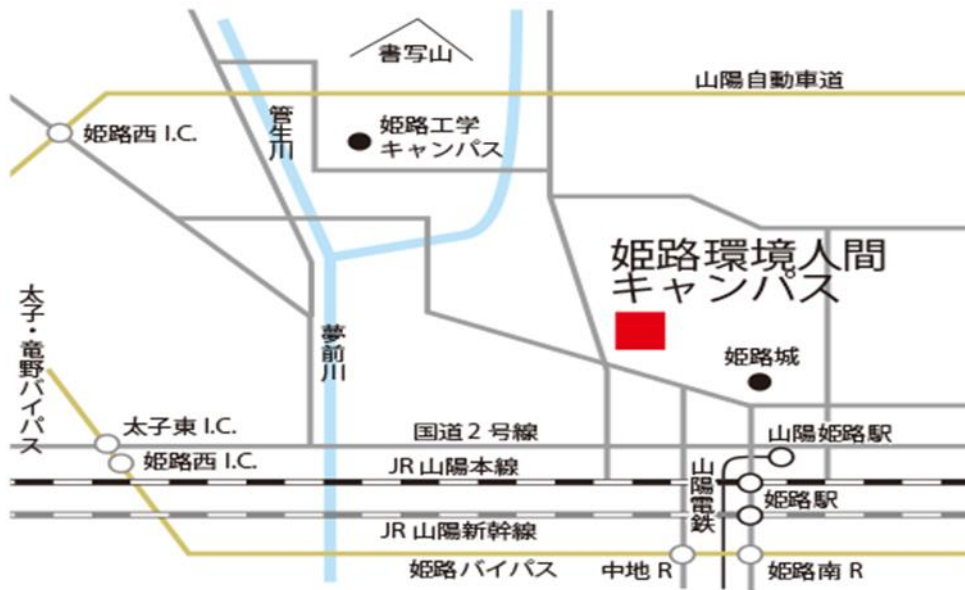 書写山
山陽自動車道
姫路西 I.C.
管生川
姫路工学
キャンパス
姫路環境人間
キャンパス
太子・竜野バイパス
夢前川
姫路城
太子東 I.C.
国道2号線
山陽姫路駅
姫路西 I.C.
JR 山陽本線
山陽電鉄
姫路駅
JR 山陽新幹線
姫路バイパス
中地 R
姫路南 R